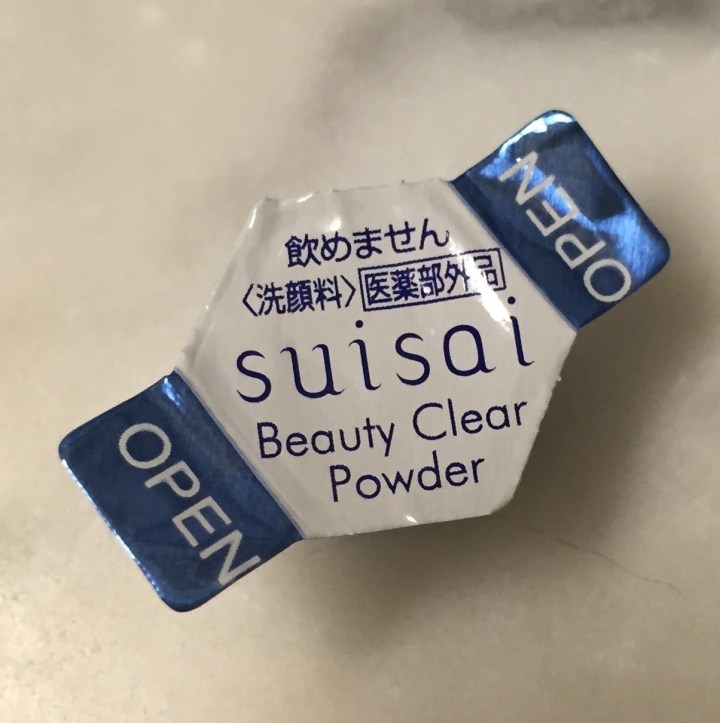 飲めません
〈洗顔料〉医薬部外品
suisai
Beauty Clear
Powder
OPEN
OPEN